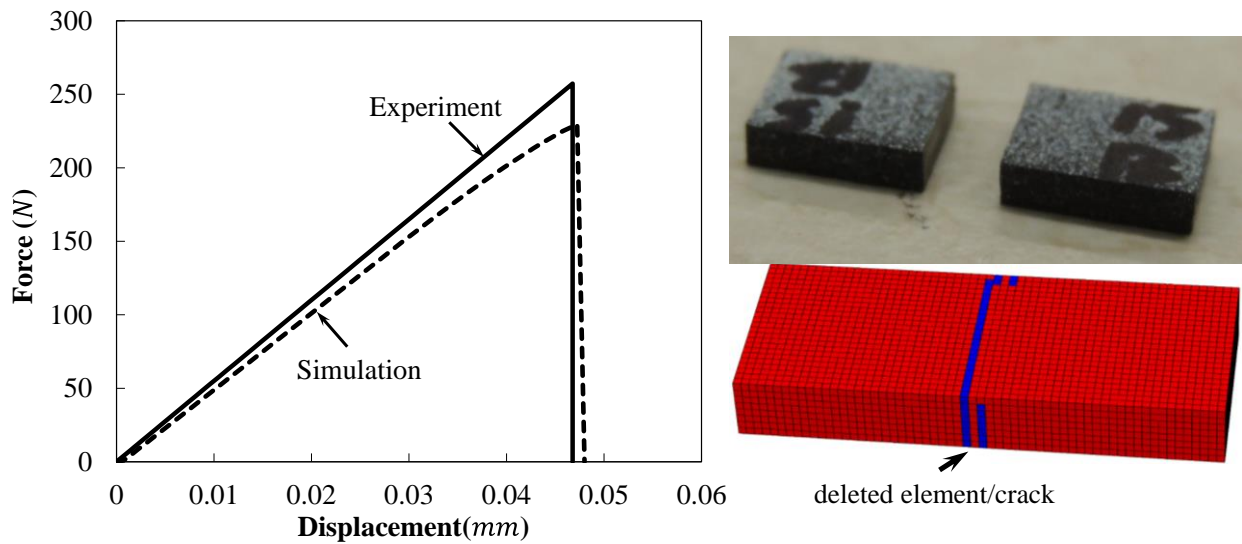 300
250
200
150
100
50
0
Force (N)
Experiment
Simulation
0 0.01 0.02 0.03 0.04 0.05 0.06
Displacement(mm)
deleted element/crack